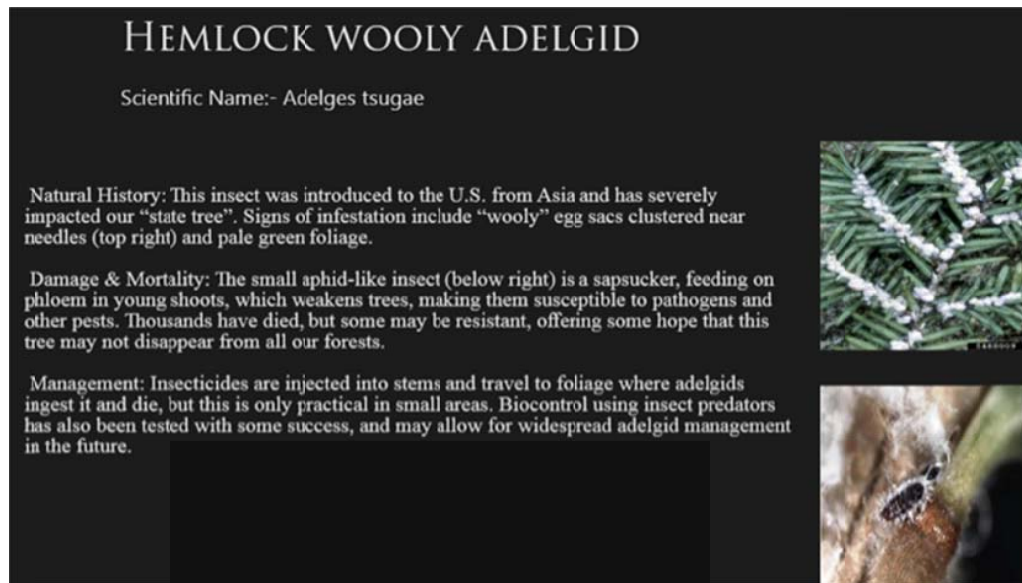 HEMLOCK WOOLY ADELGID
Scientific Name:- Adelges tsugae
Natural History: This insect was introduced to the U.S. from Asia and has severely
impacted our “state tree”. Signs of infestation include “wooly” egg sacs clustered near
needles (top right) and pale green foliage.
Damage & Mortality: The small aphid-like insect (below right) is a sapsucker, feeding on
phloem in young shoots, which weakens trees, making them susceptible to pathogens and
other pests. Thousands have died, but some may be resistant, offering some hope that this
tree may not disappear from all our forests.
Management: Insecticides are injected into stems and travel to foliage where adelgids
ingest it and die, but this is only practical in small areas. Biocontrol using insect predators
has also been tested with some success, and may allow for widespread adelgid management
in the future.